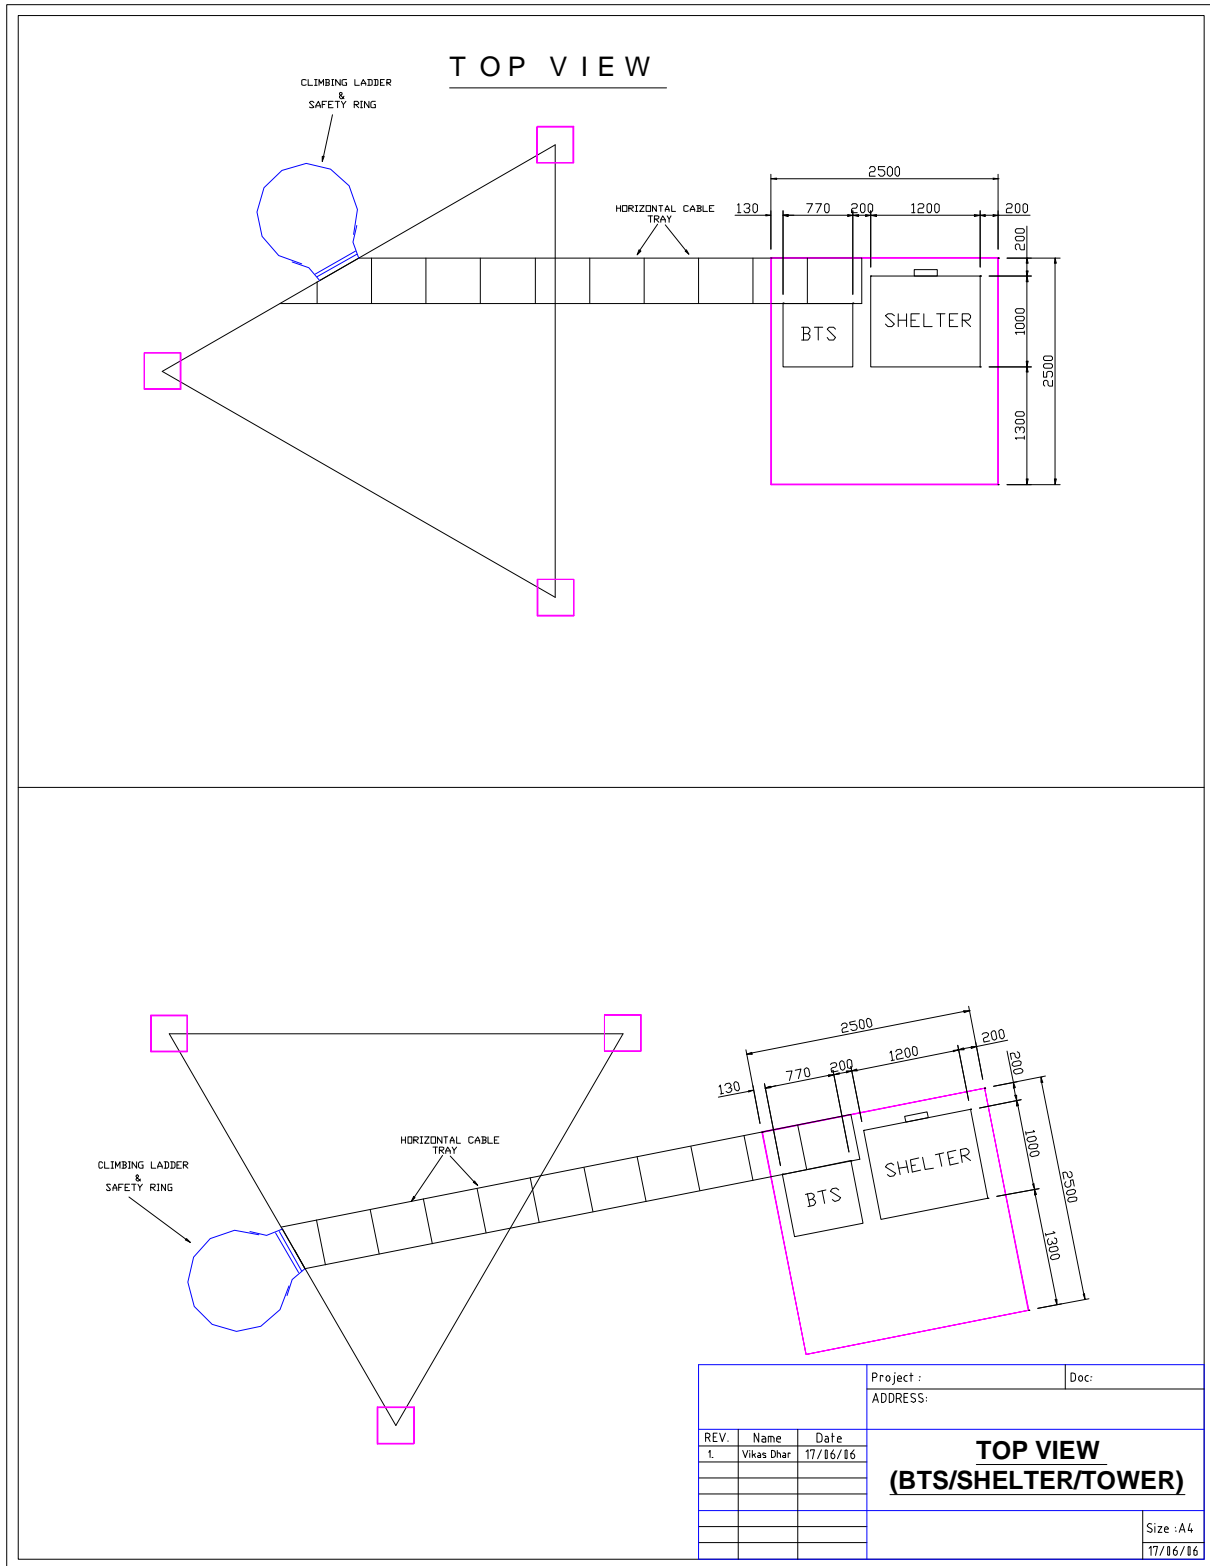 TOP VIEW
CLIMBING LADDER
&
SAFETY RING
HORIZONTAL CABLE
TRAY
2500
130 770 200 1200 200
200
1000
2500
1300
BTS
SHELTER
2500
130 770 200 1200 200
200
1000
2500
1300
HORIZONTAL CABLE
TRAY
CLIMBING LADDER
&
SAFETY RING
BTS
SHELTER
Project : Doc:
ADDRESS:
REV. Name Date
1. Vikas Dhar 17/06/06
TOP VIEW
(BTS/SHELTER/TOWER)
Size :A4
17/06/06